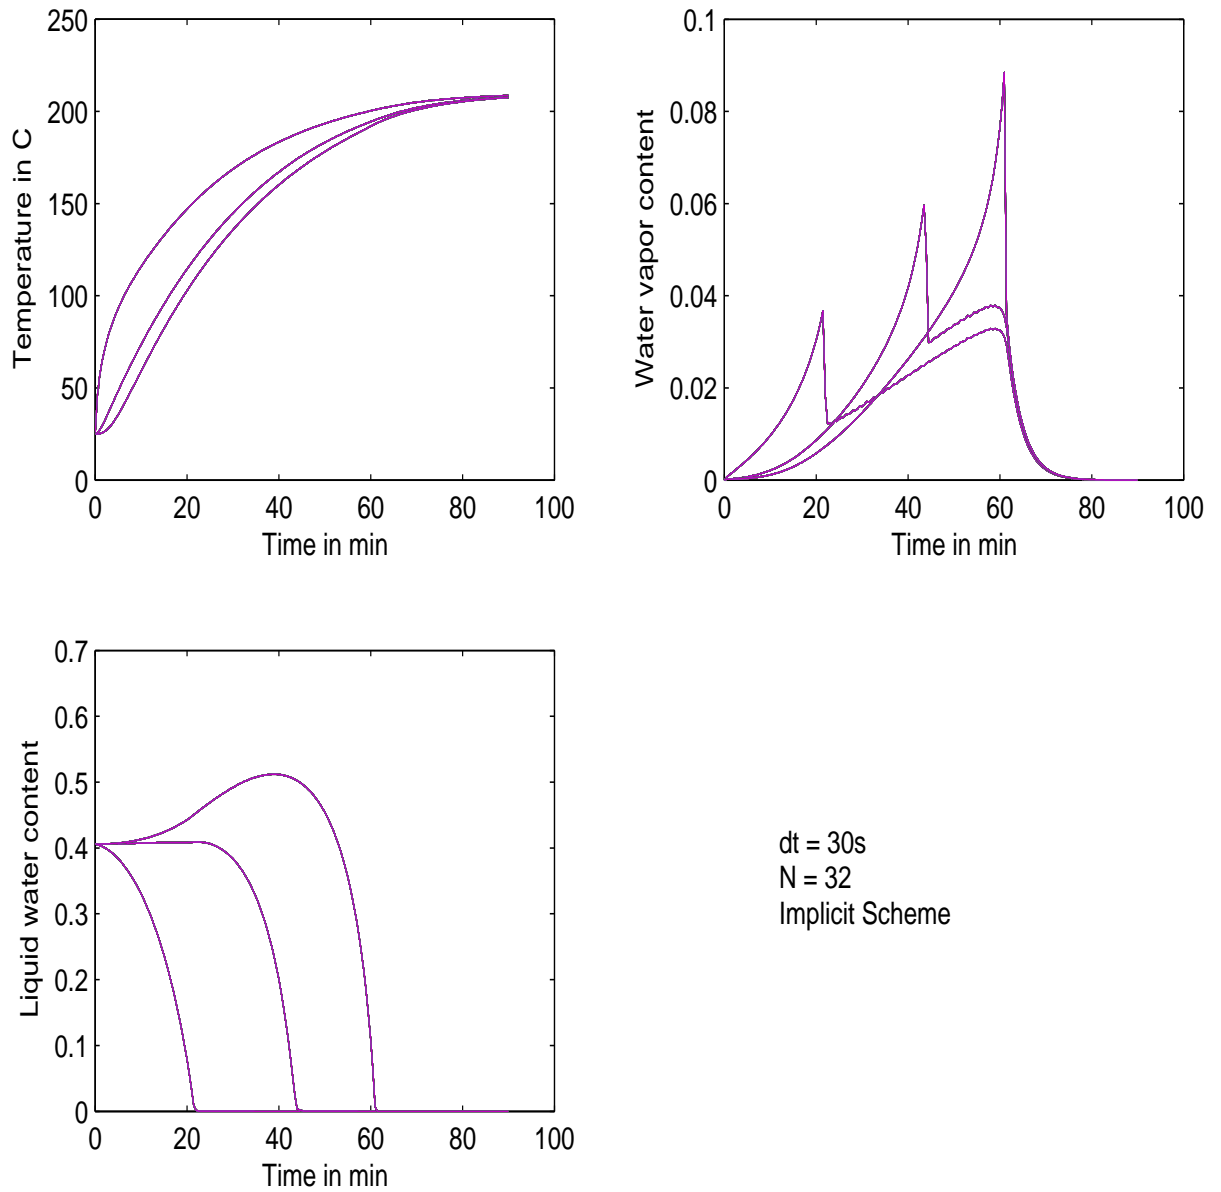 250
200
150
100
50
0
Temperature in C
0 20 40 60 80 100
Time in min
0.1
0.08
0.06
0.04
0.02
0
Water vapor content
0 20 40 60 80 100
Time in min
0.7
0.6
0.5
0.4
0.3
0.2
0.1
0
Liquid water content
0 20 40 60 80 100
Time in min
dt = 30s
N = 32
Implicit Scheme